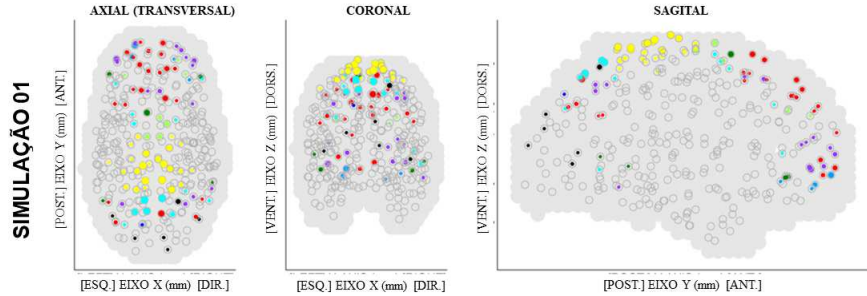 AXIAL (TRANSVERSAL)
CORONAL
SAGITAL
SIMULAÇÃO 01
[POST.] EIXO Y (mm) [ANT.]
[VENT.] EIXO Z (mm) [DORS.]
[VENT.] EIXO Z (mm) [DORS.]
[ESQ.] EIXO X (mm) [DIR.]
[ESQ.] EIXO X (mm) [DIR.]
[POST.] EIXO Y (mm) [ANT.]